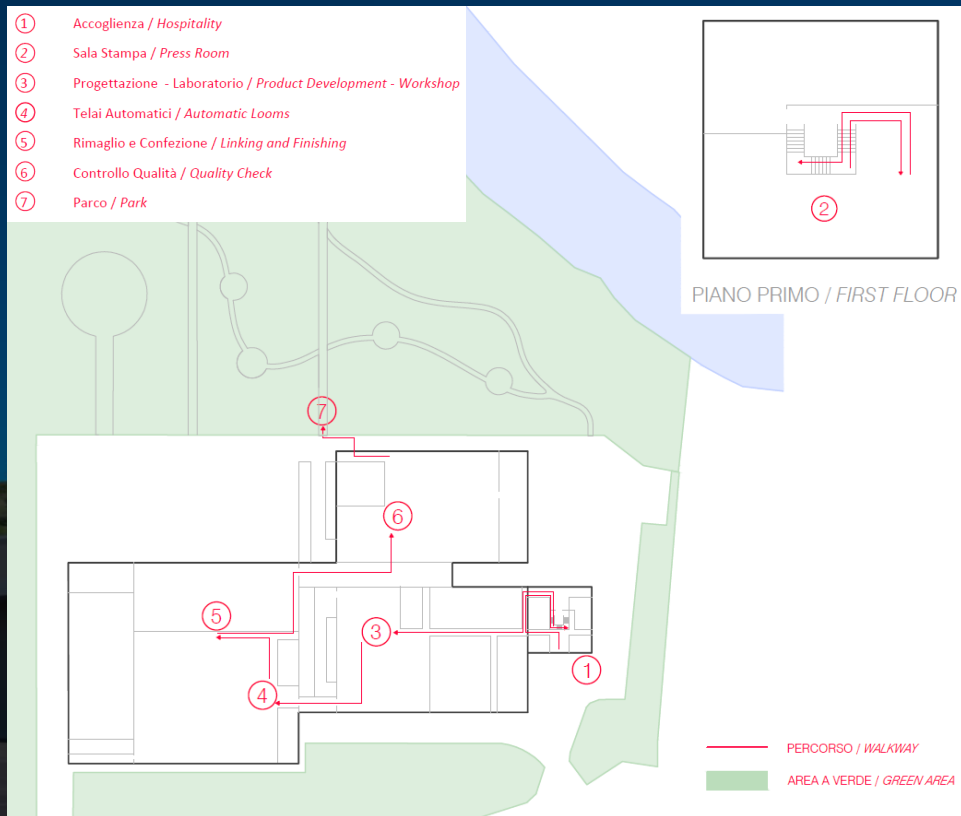 1 Accoglienza / Hospitality
2 Sala Stampa / Press Room
3 Progettazione - Laboratorio / Product Development - Workshop
4 Telai Automatici / Automatic Looms
5 Rimaglio e Confezione / Linking and Finishing
6 Controllo Qualità / Quality Check
7 Parco / Park
2
PIANO PRIMO / FIRST FLOOR
7
6
5
3
1
4
PERCORSO / WALKWAY
AREA A VERDE / GREEN AREA